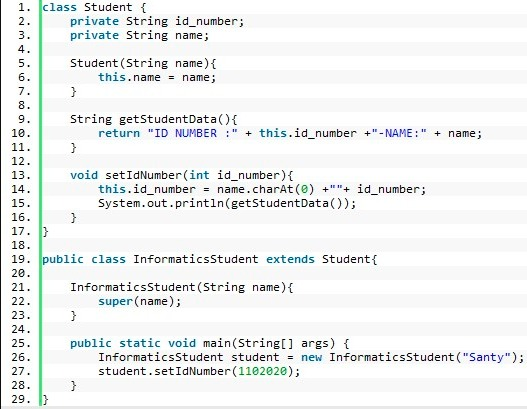 1. class Student {
2.     private String id_number;
3.     private String name;
4.
5.     Student(String name){
6.         this.name = name;
7.     }
8.
9.     String getStudentData(){
10.         return "ID NUMBER :" + this.id_number +"-NAME:" + name;
11.     }
12.
13.     void setIdNumber(int id_number){
14.         this.id_number = name.charAt(0) +""+ id_number;
15.         System.out.println(getStudentData());
16.     }
17. }
18.
19. public class InformaticsStudent extends Student{
20.
21.     InformaticsStudent(String name){
22.         super(name);
23.     }
24.
25.     public static void main(String[] args) {
26.         InformaticsStudent student = new InformaticsStudent("Santy");
27.         student.setIdNumber(1102020);
28.     }
29. }